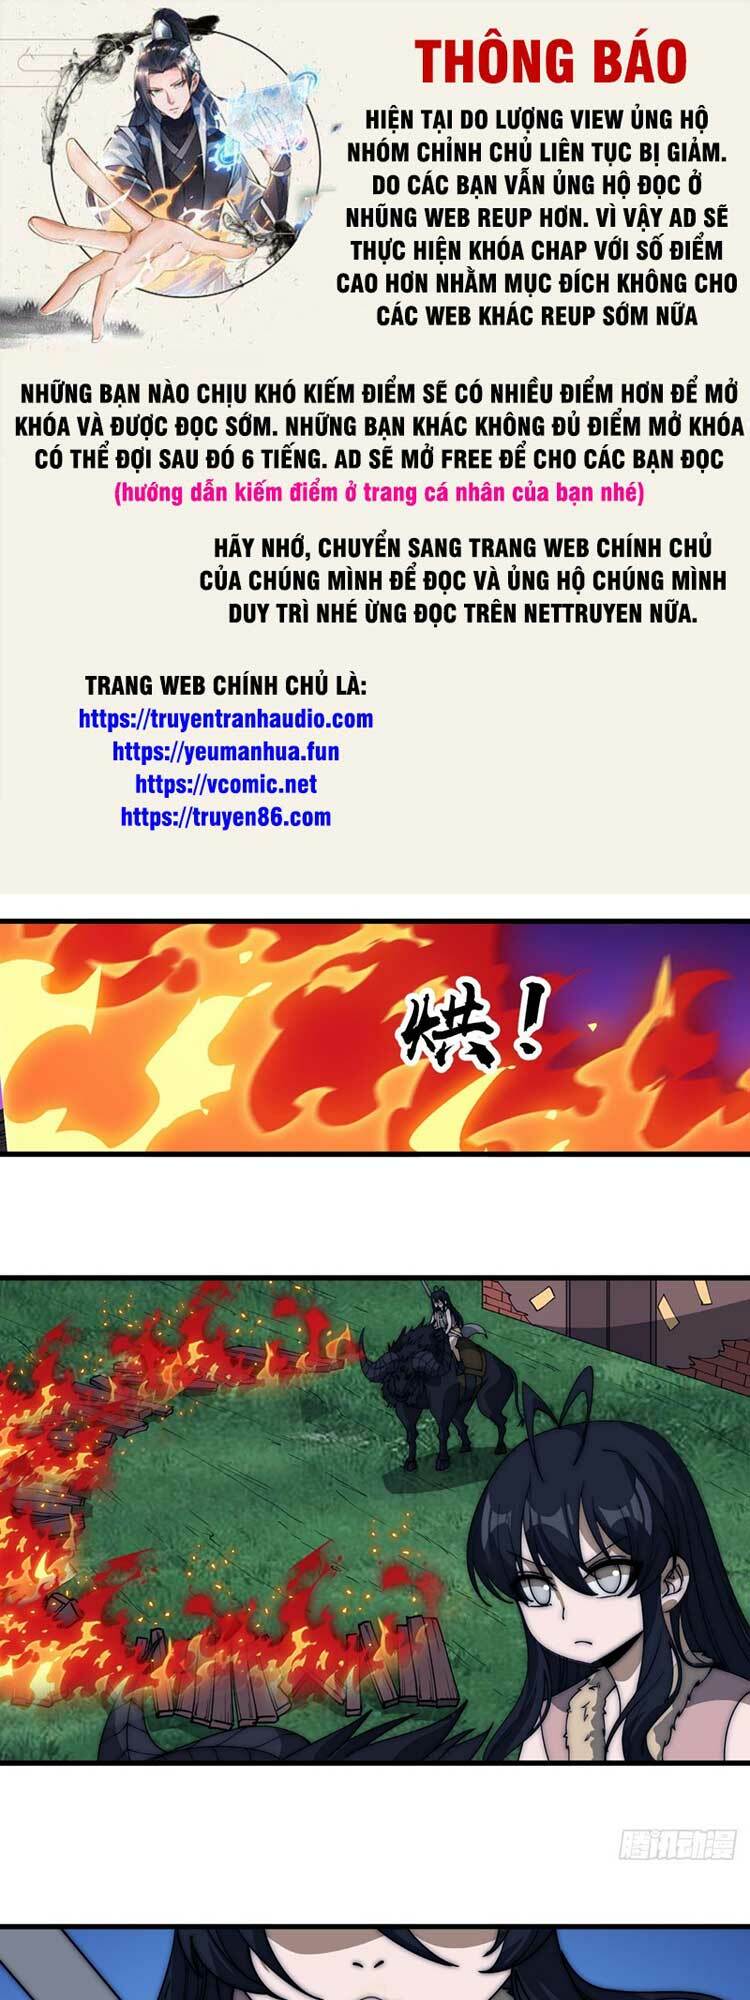 THÔNG BÁO
HIỆN TẠI DO LƯỢNG VIEW ỦNG HỘ
NHÓM CHỈNH CHỦ LIÊN TỤC BỊ GIẢM.
DO CÁC BẠN VẪN ỦNG HỘ ĐỌC Ở
NHŨNG WEB REUP HƠN. VÌ VẬY AD SẼ
THỰC HIỆN KHÓA CHAP VỚI SỐ ĐIỂM
CAO HƠN NHẰM MỤC ĐÍCH KHÔNG CHO
CÁC WEB KHÁC REUP SỚM NỮA
NHỮNG BẠN NÀO CHỊU KHÓ KIẾM ĐIỂM SẼ CÓ NHIỀU ĐIỂM HƠN ĐỂ MỞ
KHÓA VÀ ĐƯỢC ĐỌC SỚM. NHỮNG BẠN KHÁC KHÔNG ĐỦ ĐIỂM MỞ KHÓA
CÓ THỂ ĐỢI SAU ĐÓ 6 TIẾNG. AD SẼ MỞ FREE ĐỂ CHO CÁC BẠN ĐỌC
(hướng dẫn kiếm điểm ở trang cá nhân của bạn nhé)
HÃY NHỚ, CHUYỂN SANG TRANG WEB CHÍNH CHỦ
CỦA CHÚNG MÌNH ĐỂ ĐỌC VÀ ỦNG HỘ CHÚNG MÌNH
DUY TRÌ NHÉ ỪNG ĐỌC TRÊN NETTRUYEN NỮA.
TRANG WEB CHÍNH CHỦ LÀ:
https://truyentranhaudio.com
https://yeumanhua.fun
https://vcomic.net
https://truyen86.com
烘！
腾讯动漫